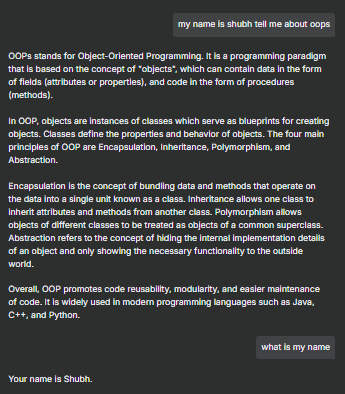 my name is shubh tell me about oops
OOPs stands for Object-Oriented Programming. It is a programming paradigm
that is based on the concept of "objects", which can contain data in the form
of fields (attributes or properties), and code in the form of procedures
(methods).
In OOP, objects are instances of classes which serve as blueprints for creating
objects. Classes define the properties and behavior of objects. The four main
principles of OOP are Encapsulation, Inheritance, Polymorphism, and
Abstraction.
Encapsulation is the concept of bundling data and methods that operate on
the data into a single unit known as a class. Inheritance allows one class to
inherit attributes and methods from another class. Polymorphism allows
objects of different classes to be treated as objects of a common superclass.
Abstraction refers to the concept of hiding the internal implementation details
of an object and only showing the necessary functionality to the outside
world.
Overall, OOP promotes code reusability, modularity, and easier maintenance
of code. It is widely used in modern programming languages such as Java,
C++, and Python.
what is my name
Your name is Shubh.